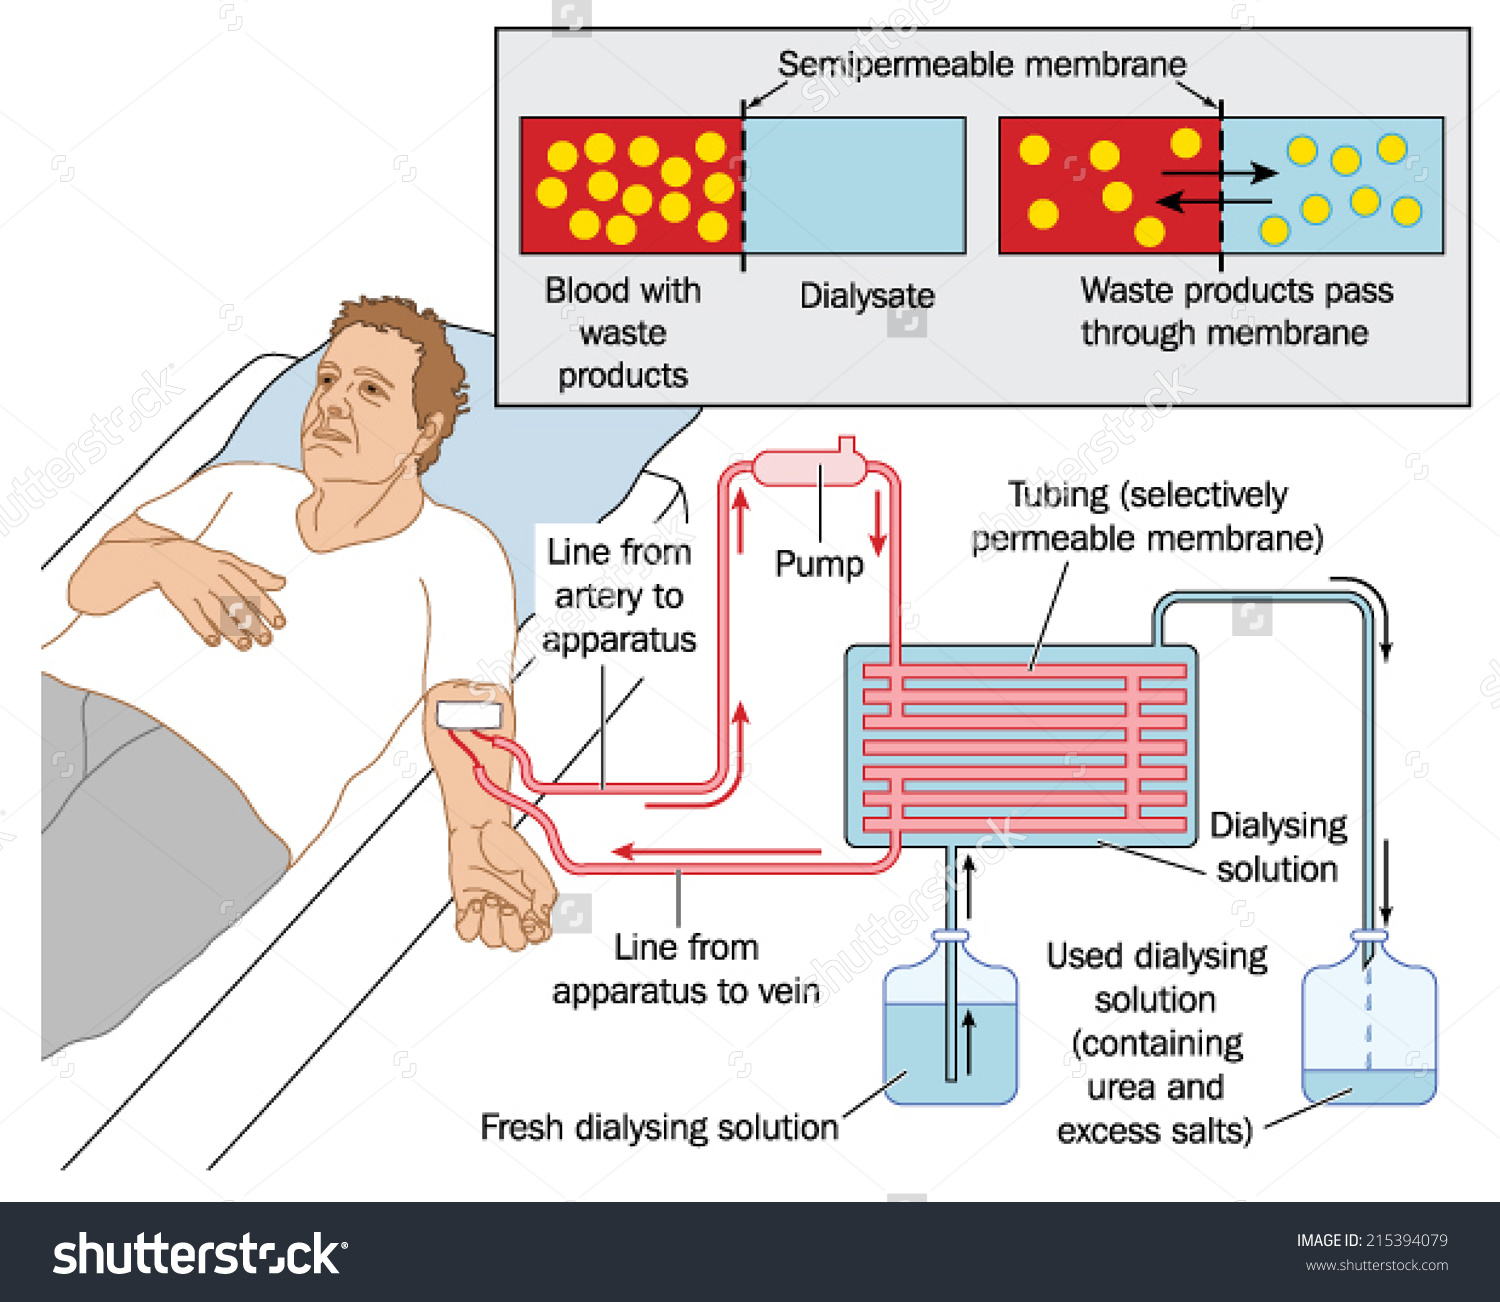 Semipermeable membrane
Blood with
waste
products
Dialysate
Waste products pass
through membrane
Line from
artery to
apparatus
Pump
Tubing (selectively
permeable membrane)
Dialysing
solution
Line from
apparatus to vein
Used dialysing
solution
(containing
urea and
excess salts)
Fresh dialysing solution
shutterstock
IMAGE ID: 215394079
www.shutterstock.com